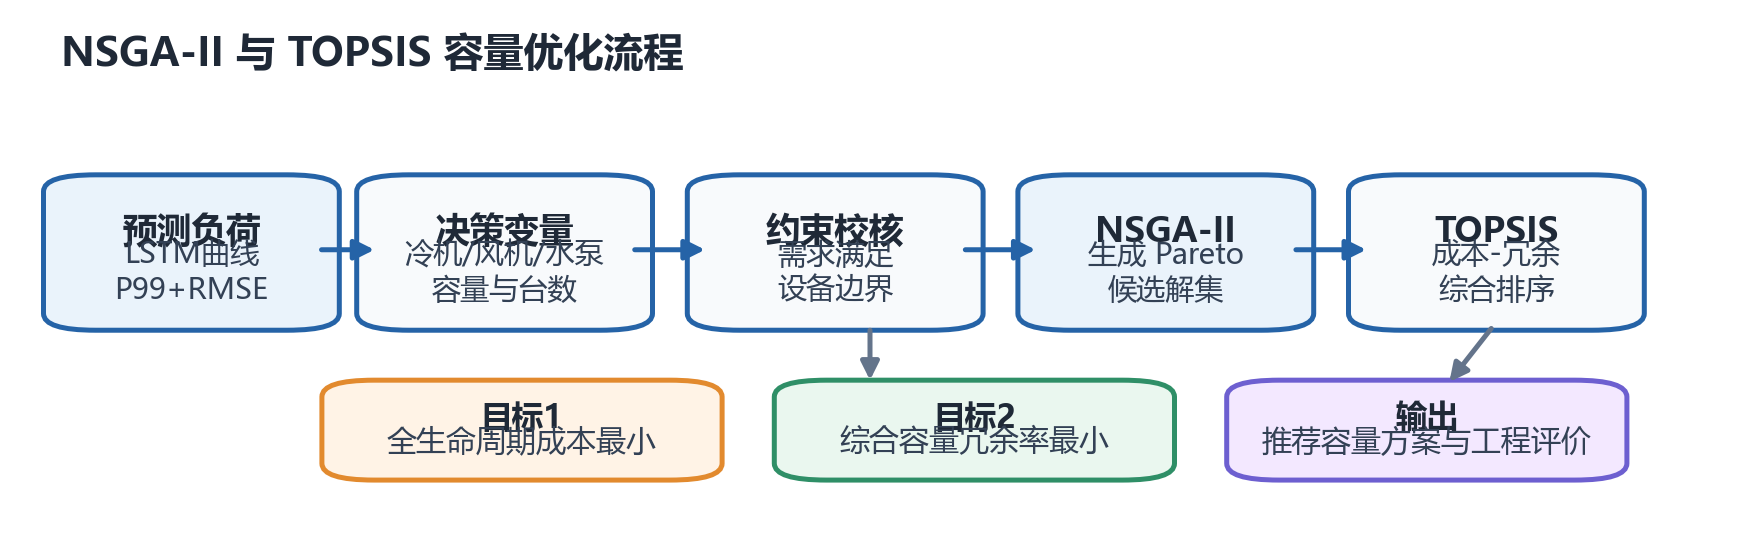 NSGA-II 与 TOPSIS 容量优化流程
预测负荷
LSTM曲线
P99+RMSE
决策变量
冷机/风机/水泵
容量与台数
约束校核
需求满足
设备边界
NSGA-II
生成 Pareto
候选解集
TOPSIS
成本-冗余
综合排序
目标1
全生命周期成本最小
目标2
综合容量冗余率最小
输出
推荐容量方案与工程评价